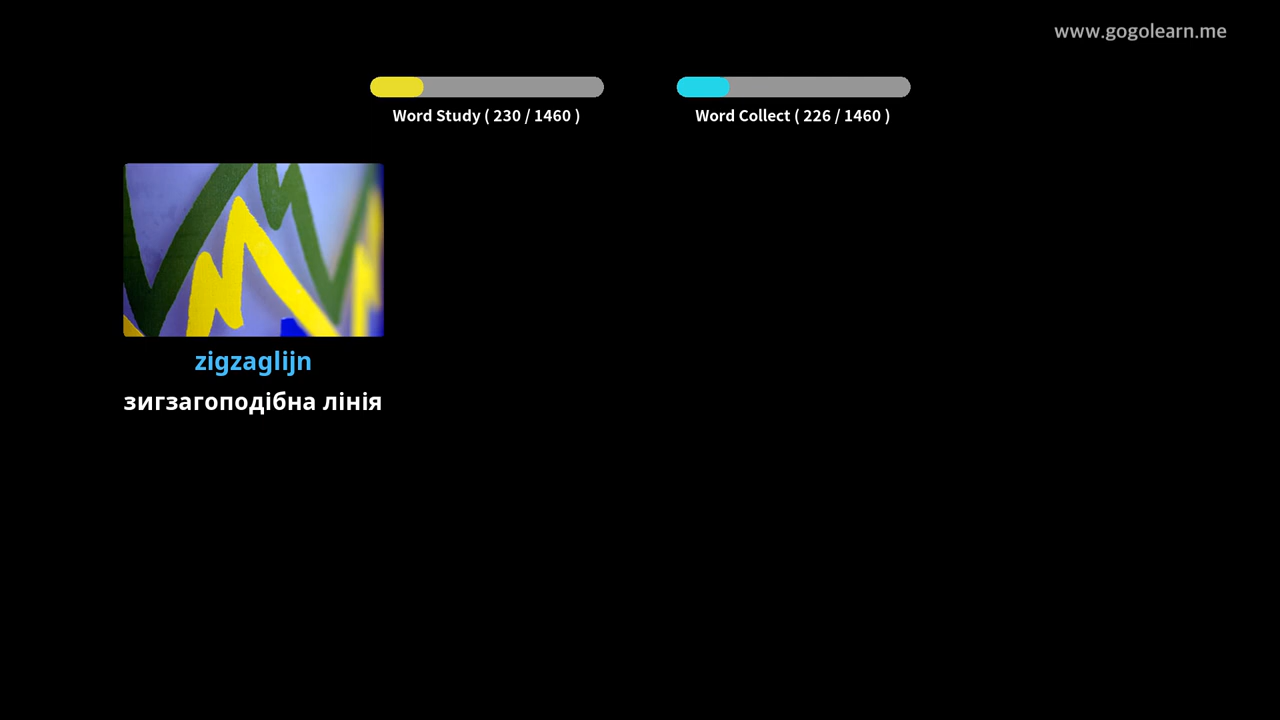 www.gogolearn.me
Word Study ( 230 / 1460 )
Word Collect ( 226 / 1460 )
zigzaglijn
зигзагоподібна лінія